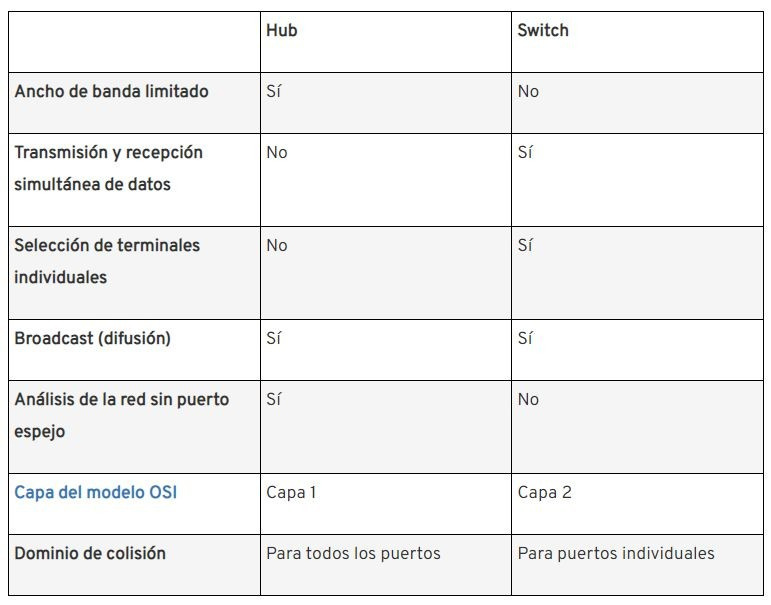 Hub Switch
Ancho de banda limitado Sí No
Transmisión y recepción No Sí
simultánea de datos
Selección de terminales No Sí
individuales
Broadcast (difusión) Sí Sí
Análisis de la red sin puerto Sí No
espejo
Capa del modelo OSI Capa 1 Capa 2
Dominio de colisión Para todos los puertos Para puertos individuales